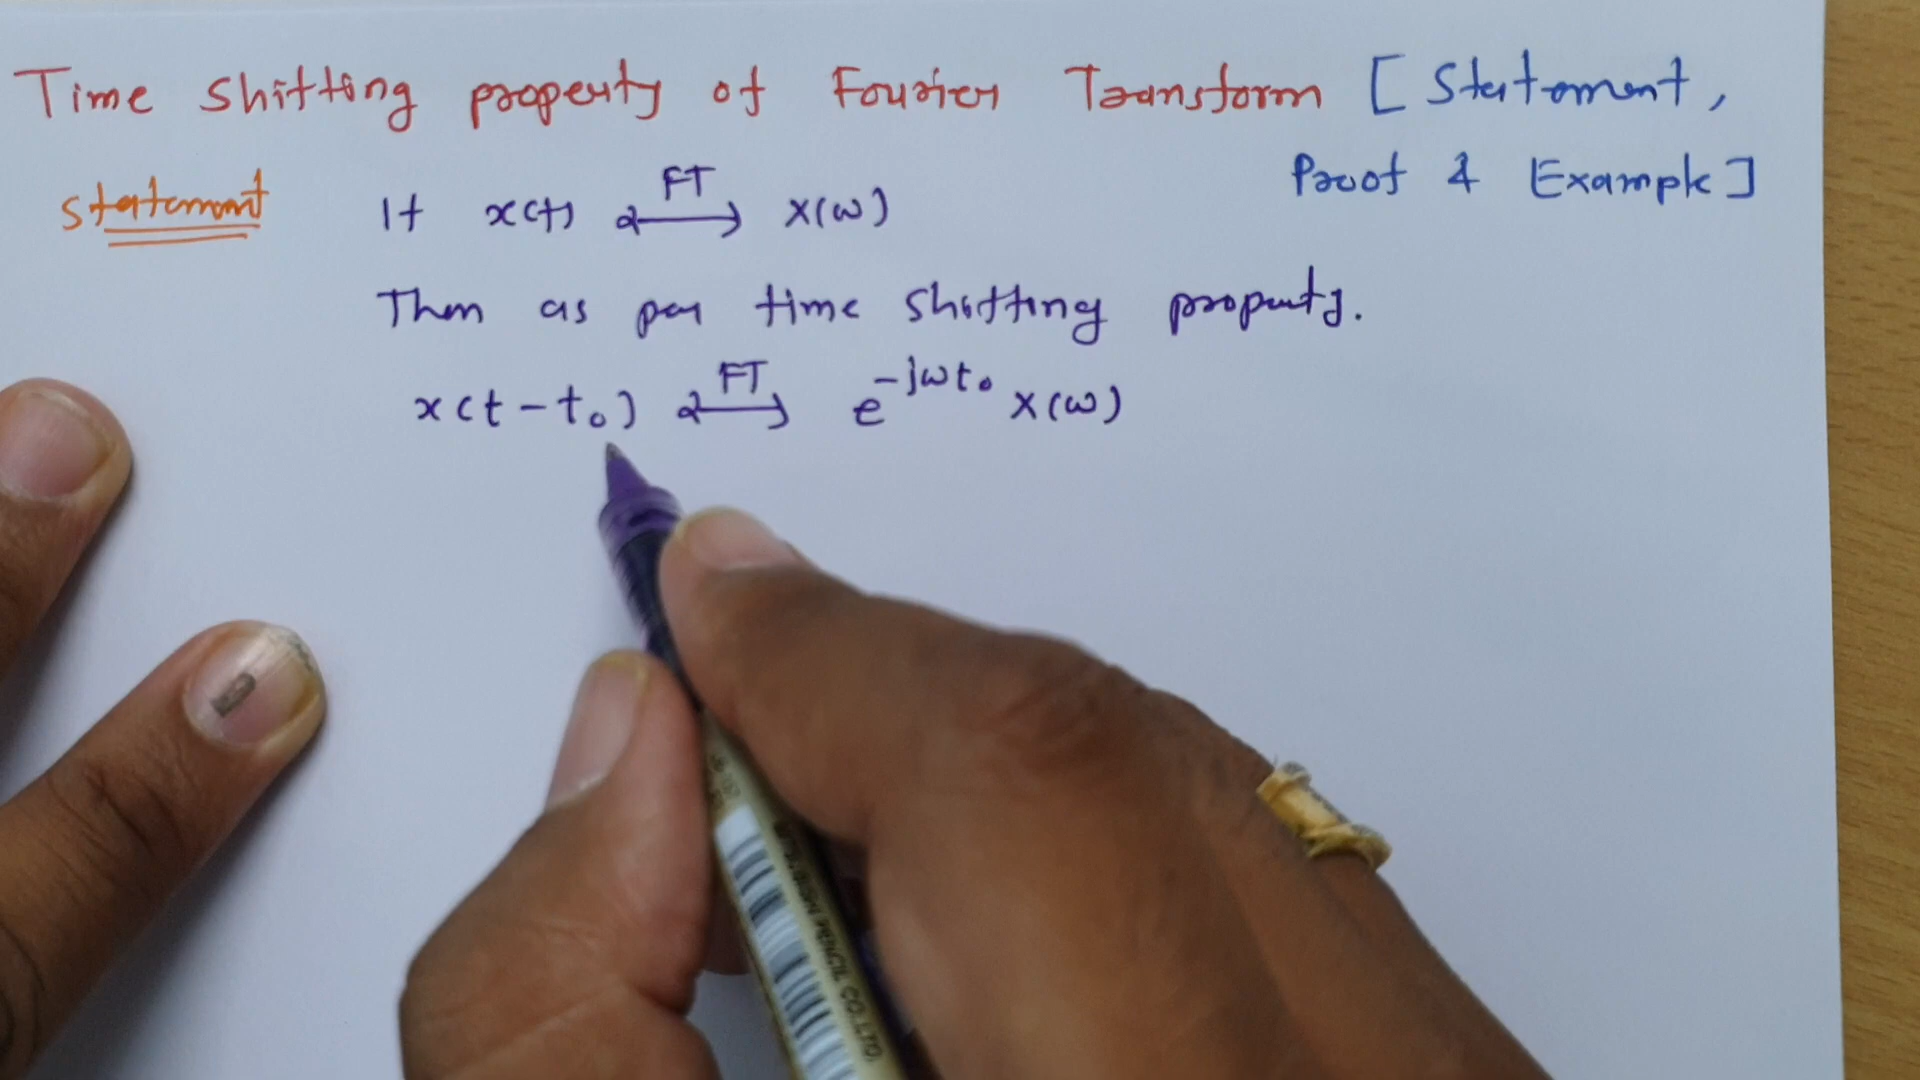 Time shifting property of Fourier Transform [Statement,
Proof & Example]
Statement If x(t) ⟷ X(ω)
FT
Then as per time shifting property.
x(t-t₀) ⟷ e^-jωt₀ X(ω)
FT